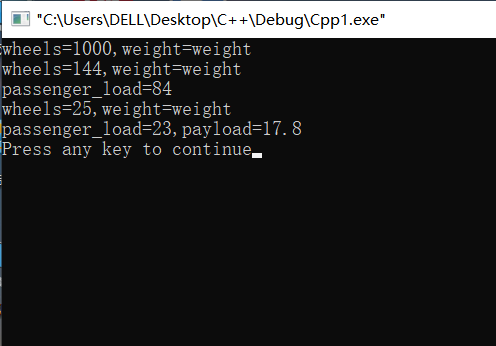 "C:\Users\DELL\Desktop\C++\Debug\Cpp1.exe"
wheels=1000,weight=weight
wheels=144,weight=weight
passenger_load=84
wheels=25,weight=weight
passenger_load=23,payload=17.8
Press any key to continue